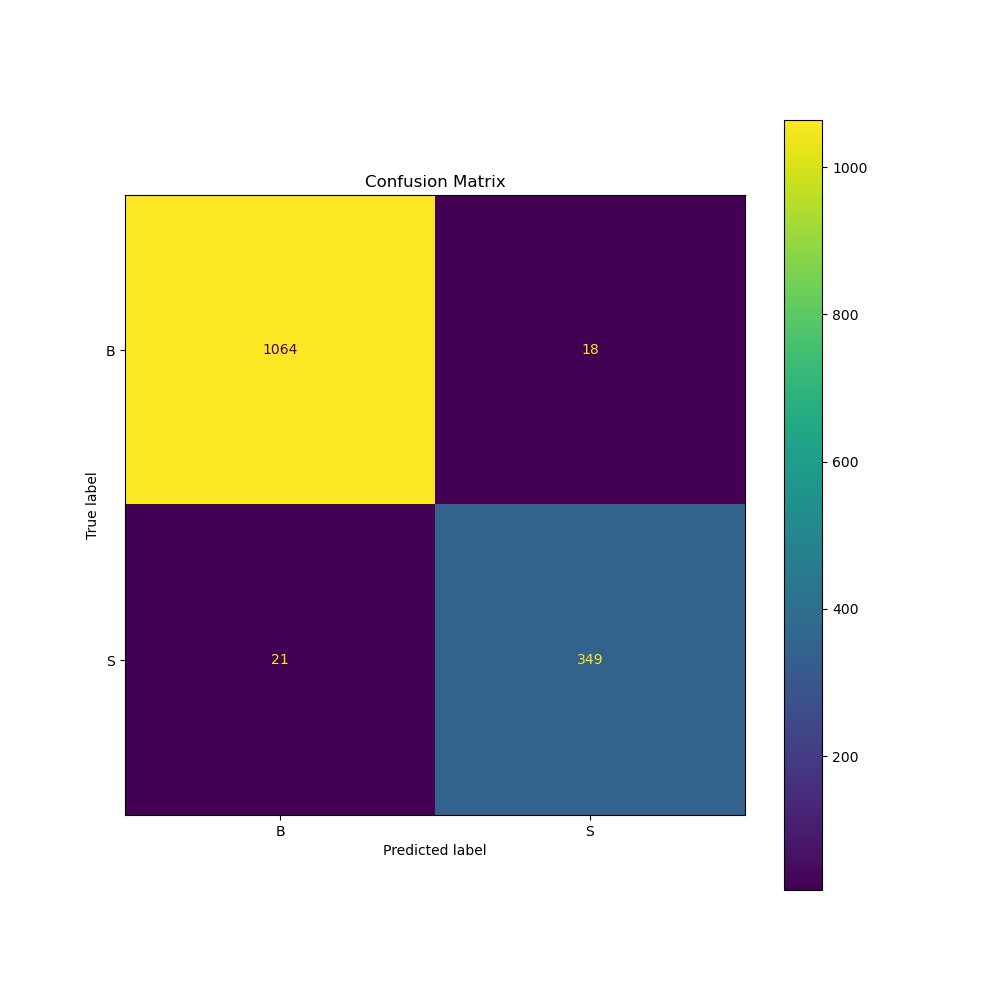 Confusion Matrix
B
1064
18
S
21
349
True label
B
S
Predicted label
1000
800
600
400
200